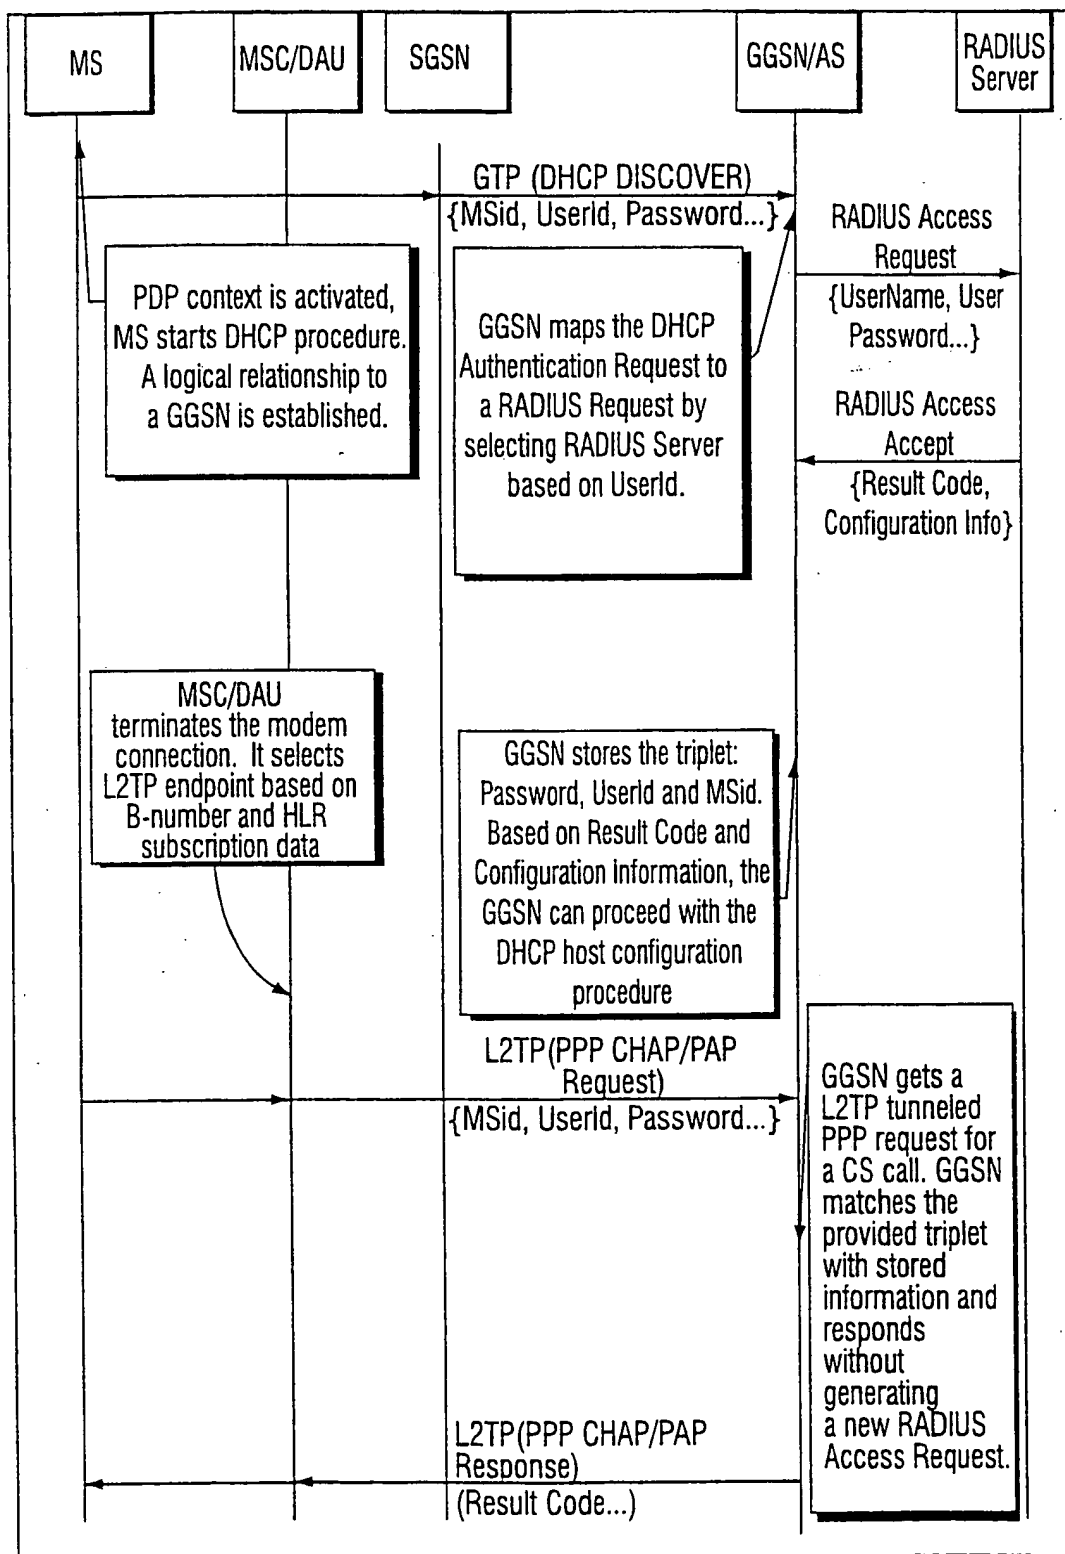 MS
MSC/DAU
SGSN
GGSN/AS
RADIUS
Server
GTP (DHCP DISCOVER)
{MSid, UserId, Password...}
RADIUS Access
Request
{UserName, User
Password...}
PDP context is activated,
MS starts DHCP procedure.
A logical relationship to
a GGSN is established.
GGSN maps the DHCP
Authentication Request to
a RADIUS Request by
selecting RADIUS Server
based on UserId.
RADIUS Access
Accept
{Result Code,
Configuration Info}
MSC/DAU
terminates the modem
connection. It selects
L2TP endpoint based on
B-number and HLR
subscription data
GGSN stores the triplet:
Password, UserId and MSid.
Based on Result Code and
Configuration Information, the
GGSN can proceed with the
DHCP host configuration
procedure
L2TP(PPP CHAP/PAP
Request)
{MSid, UserId, Password...}
GGSN gets a
L2TP tunneled
PPP request for
a CS call. GGSN
matches the
provided triplet
with stored
information and
responds
without
generating
a new RADIUS
Access Request.
L2TP(PPP CHAP/PAP
Response)
(Result Code...)